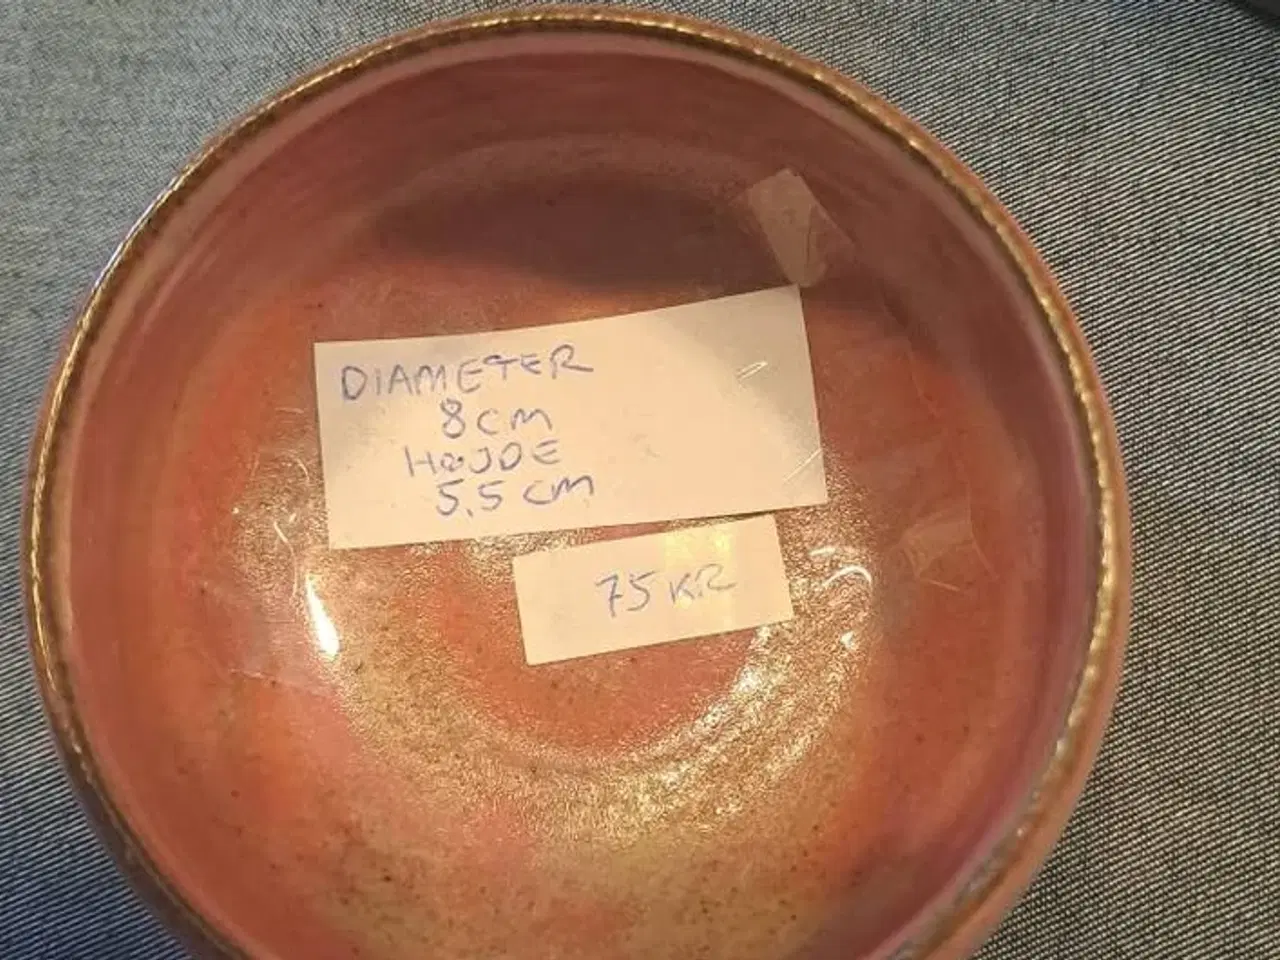 DIAMETER
8 CM
HØJDE
5.5 CM
75 KR